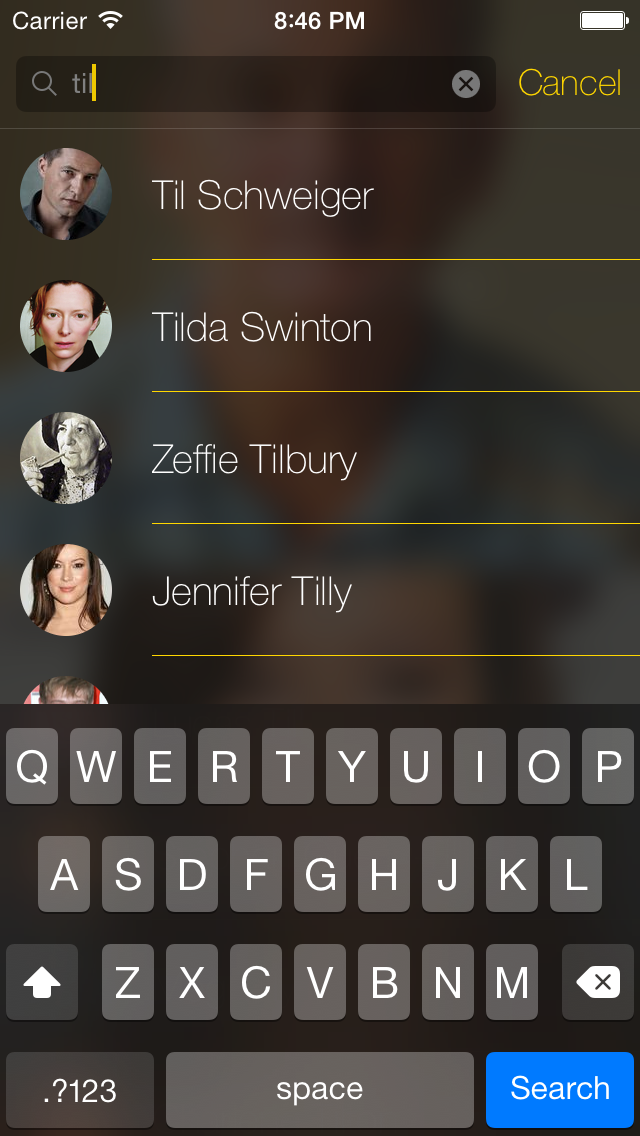 Carrier 8:46 PM
til Cancel
Til Schweiger
Tilda Swinton
Zeffie Tilbury
Jennifer Tilly
Q W E R T Y U I O P
A S D F G H J K L
Z X C V B N M
.?123 space Search